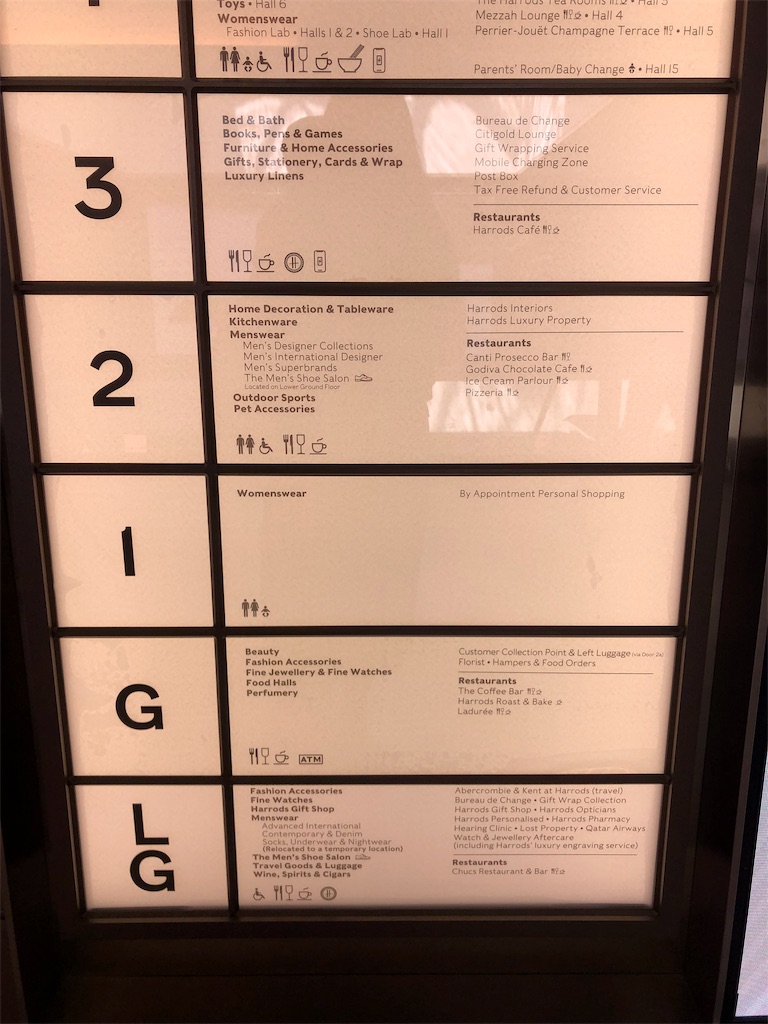 Toys • Hall 6
Womenswear
Fashion Lab • Halls 1 & 2 • Shoe Lab • Hall 1
The Harrods Tea Rooms • Hall 3
Mezzah Lounge • Hall 4
Perrier-Jouët Champagne Terrace • Hall 5
Parents' Room/Baby Change • Hall 15
3
Bed & Bath
Books, Pens & Games
Furniture & Home Accessories
Gifts, Stationery, Cards & Wrap
Luxury Linens
Bureau de Change
Citigold Lounge
Gift Wrapping Service
Mobile Charging Zone
Post Box
Tax Free Refund & Customer Service
Restaurants
Harrods Café
2
Home Decoration & Tableware
Kitchenware
Menswear
Men's Designer Collections
Men's International Designer
Men's Superbrands
The Men's Shoe Salon
Located on Lower Ground Floor
Outdoor Sports
Pet Accessories
Harrods Interiors
Harrods Luxury Property
Restaurants
Canti Prosecco Bar
Godiva Chocolate Cafe
Ice Cream Parlour
Pizzeria
1
Womenswear
By Appointment Personal Shopping
G
Beauty
Fashion Accessories
Fine Jewellery & Fine Watches
Food Halls
Perfumery
ATM
Customer Collection Point & Left Luggage (via Door 2a)
Florist • Hampers & Food Orders
Restaurants
The Coffee Bar
Harrods Roast & Bake
Ladurée
LG
Fashion Accessories
Fine Watches
Harrods Gift Shop
Menswear
Advanced International
Contemporary & Denim
Socks, Underwear & Nightwear
(Relocated to a temporary location)
The Men's Shoe Salon
Travel Goods & Luggage
Wine, Spirits & Cigars
Abercrombie & Kent at Harrods (travel)
Bureau de Change • Gift Wrap Collection
Harrods Gift Shop • Harrods Opticians
Harrods Personalised • Harrods Pharmacy
Hearing Clinic • Lost Property • Qatar Airways
Watch & Jewellery Aftercare
(including Harrods' luxury engraving service)
Restaurants
Chucs Restaurant & Bar